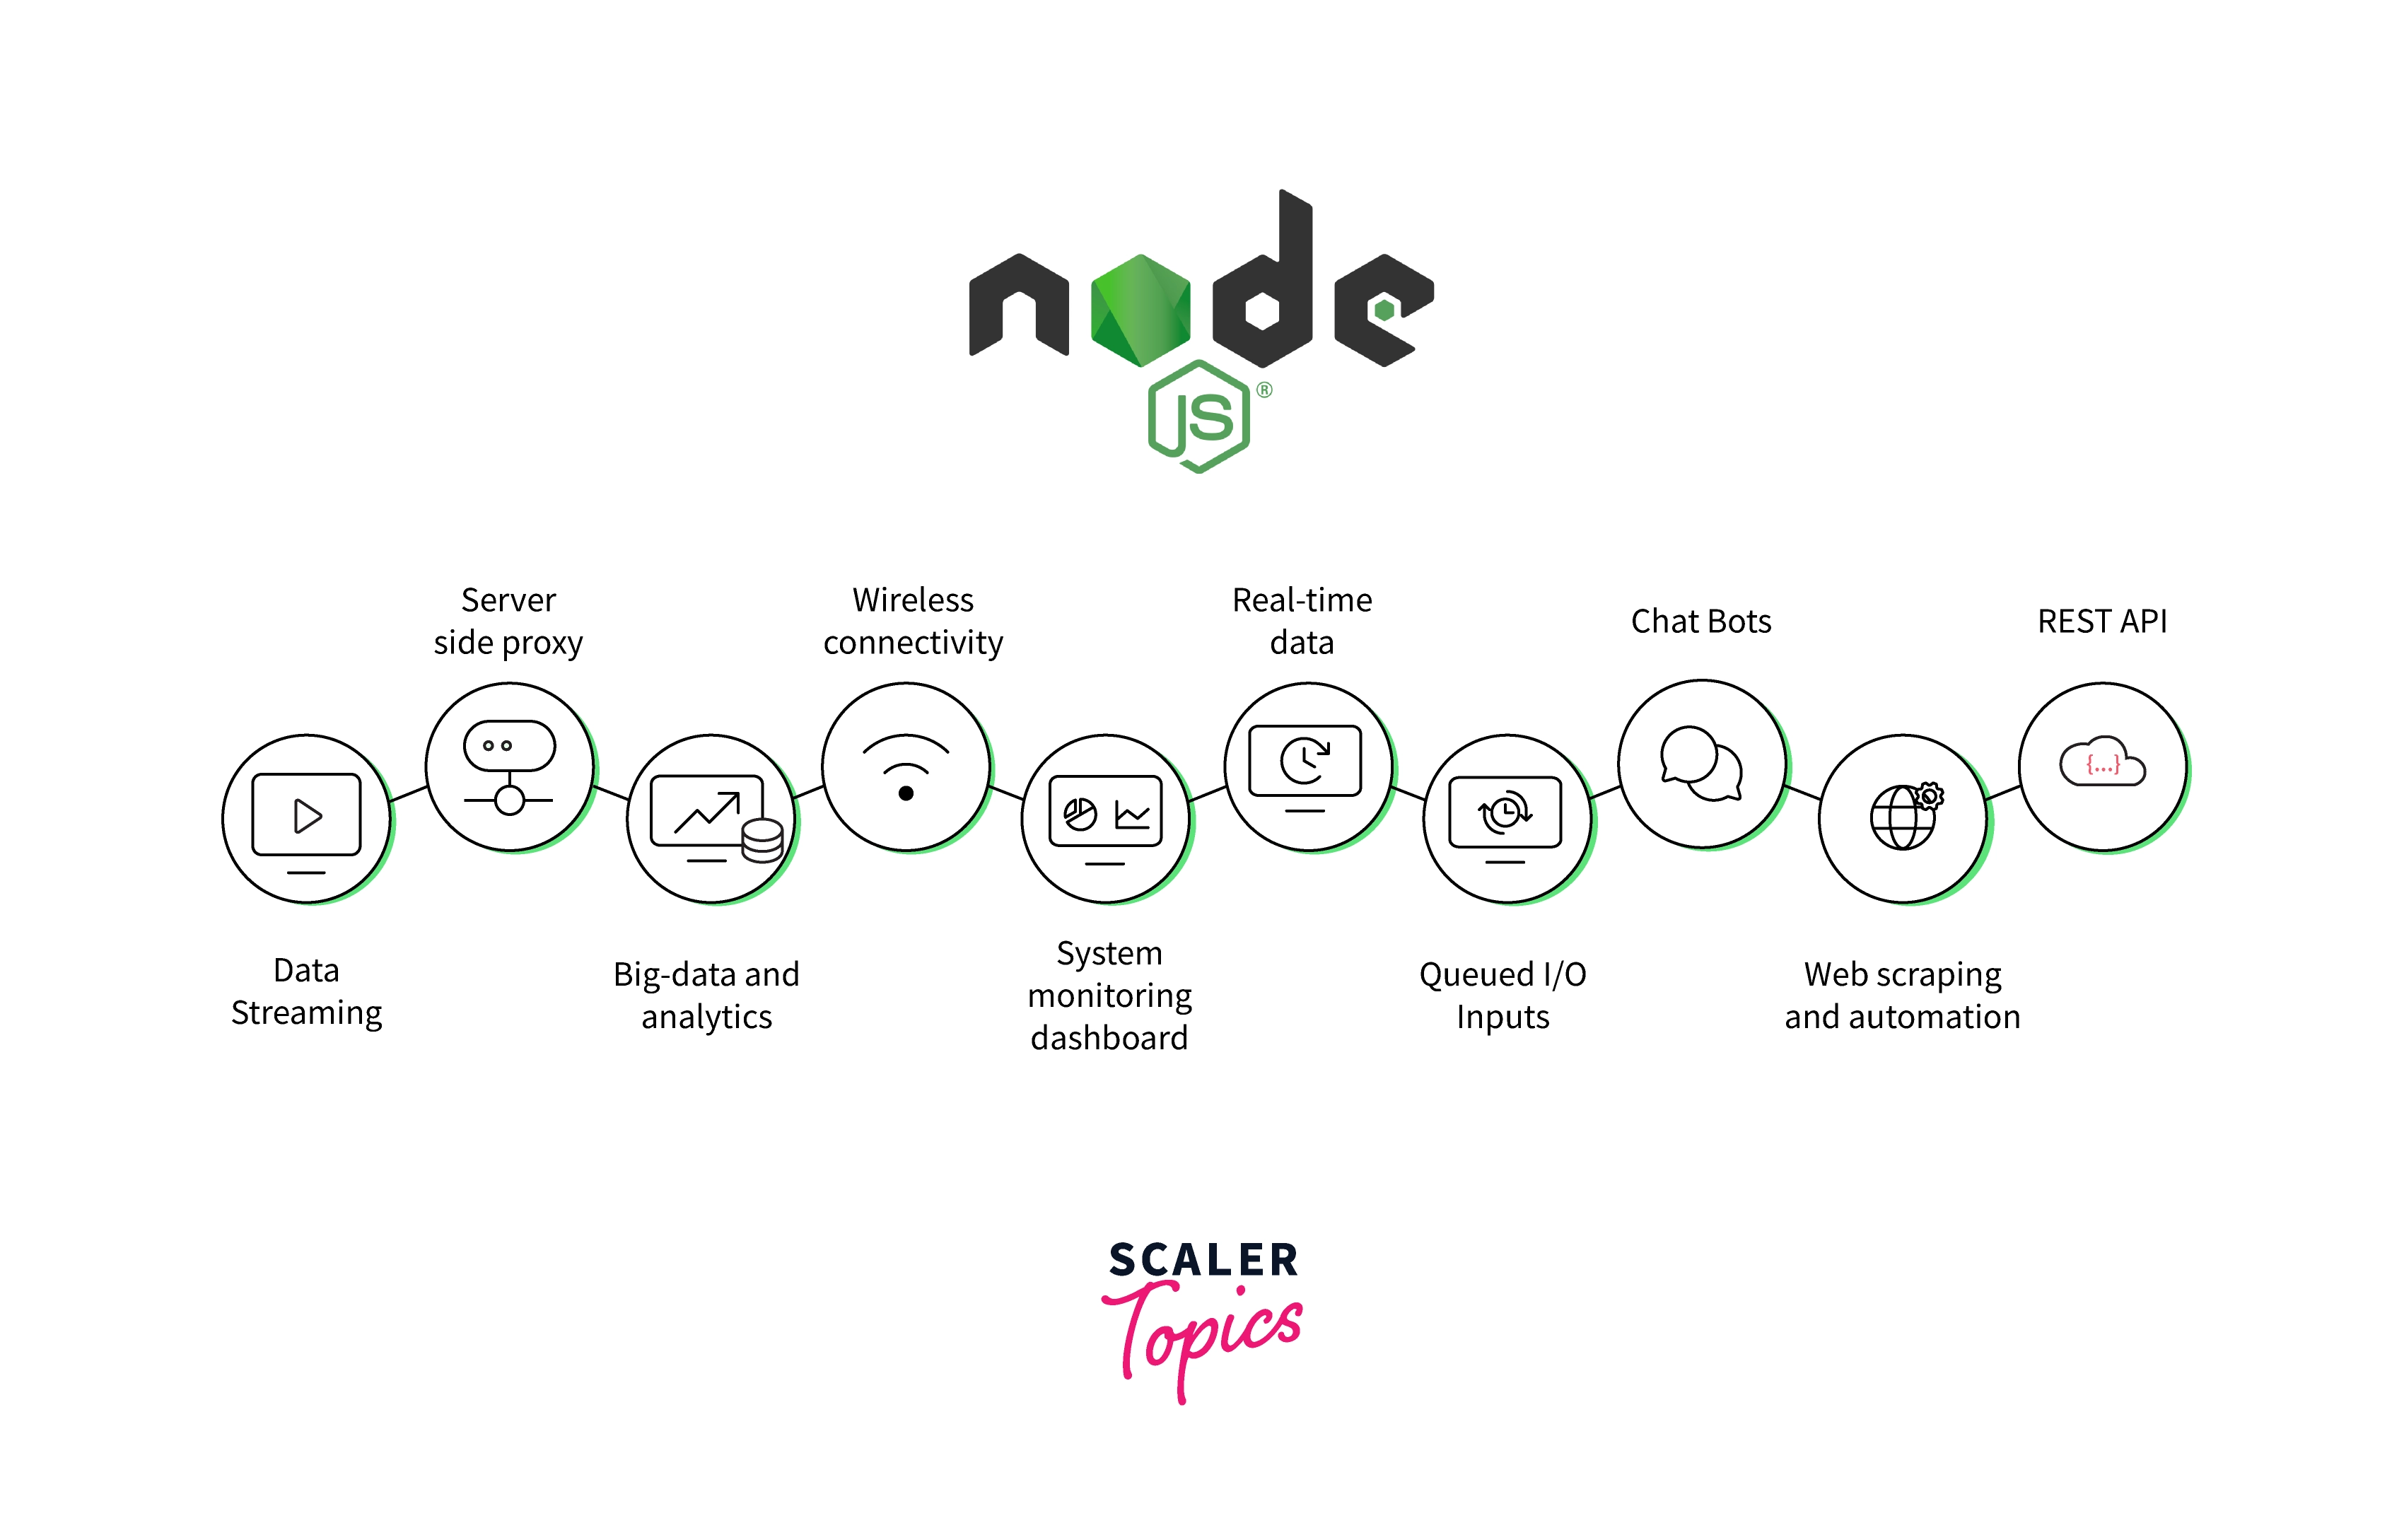 node
JS®
Server
side proxy
Wireless
connectivity
Real-time
data
Chat Bots
REST API
{...}
Data
Streaming
Big-data and
analytics
System
monitoring
dashboard
Queued I/O
Inputs
Web scraping
and automation
SCALER
Topics